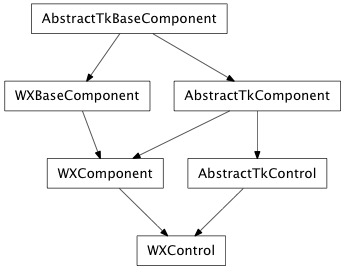 AbstractTkBaseComponent
WXBaseComponent
AbstractTkComponent
WXComponent
AbstractTkControl
WXControl